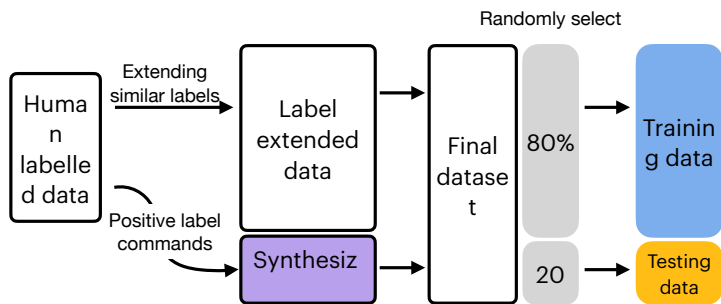 Randomly select
Extending
similar labels
Huma
n
labelle
d data
Label
extended
data
Final
datase
t
80%
Trainin
g data
Positive label
commands
Synthesiz
20
Testing
data